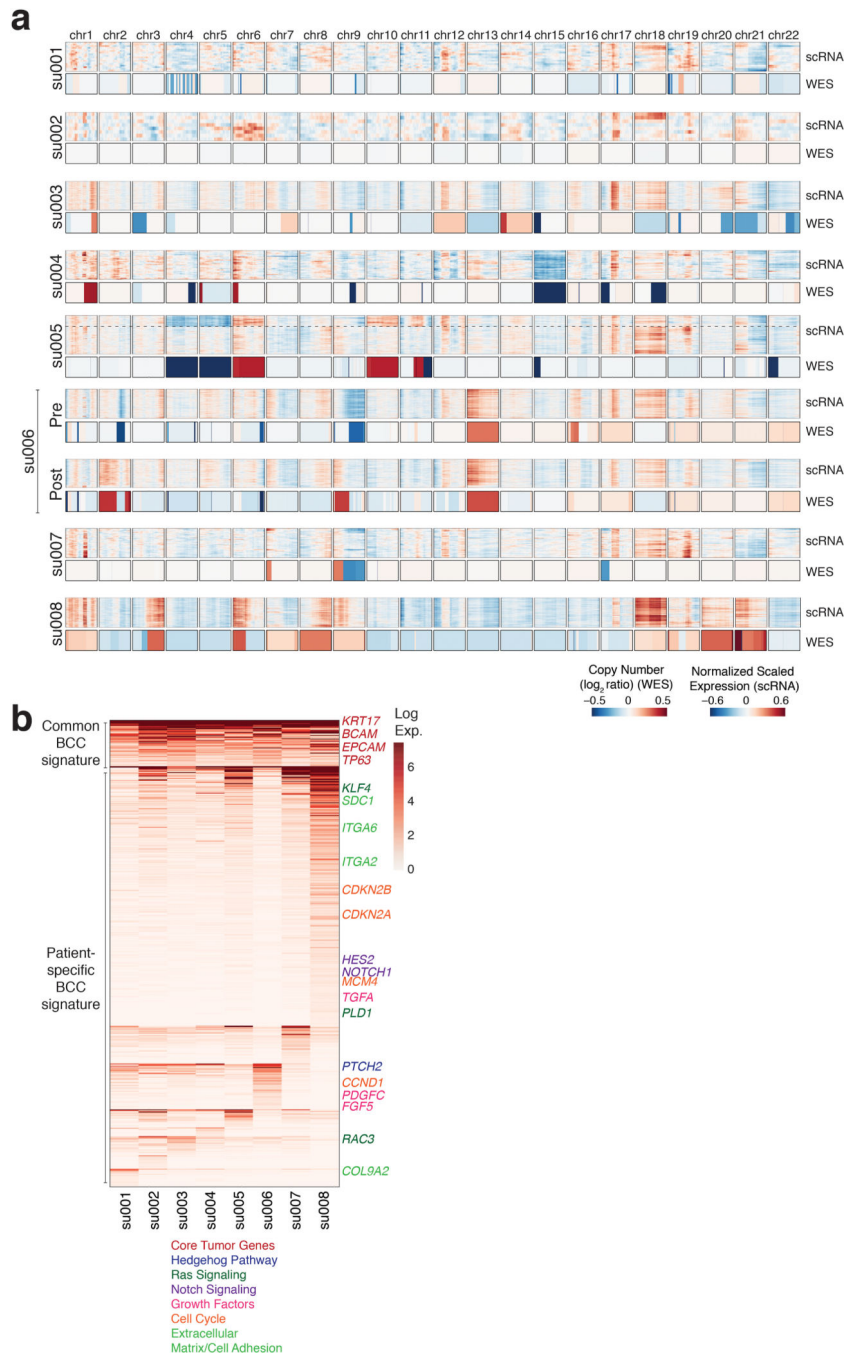 a
chr1 chr2 chr3 chr4 chr5 chr6 chr7 chr8 chr9 chr10 chr11 chr12 chr13 chr14 chr15 chr16 chr17 chr18 chr19 chr20 chr21 chr22
su001 scRNA
WES
su002 scRNA
WES
su003 scRNA
WES
su004 scRNA
WES
su005 scRNA
WES
su006
Pre scRNA
WES
Post scRNA
WES
su007 scRNA
WES
su008 scRNA
WES
Copy Number
(log2 ratio) (WES)
−0.5 0 0.5
Normalized Scaled
Expression (scRNA)
−0.6 0 0.6
b
Common
BCC
signature
Patient-
specific
BCC
signature
KRT17
BCAM
EPCAM
TP63
KLF4
SDC1
ITGA6
ITGA2
CDKN2B
CDKN2A
HES2
NOTCH1
MCM4
TGFA
PLD1
PTCH2
CCND1
PDGFC
FGF5
RAC3
COL9A2
Log
Exp.
6
4
2
0
su001 su002 su003 su004 su005 su006 su007 su008
Core Tumor Genes
Hedgehog Pathway
Ras Signaling
Notch Signaling
Growth Factors
Cell Cycle
Extracellular
Matrix/Cell Adhesion